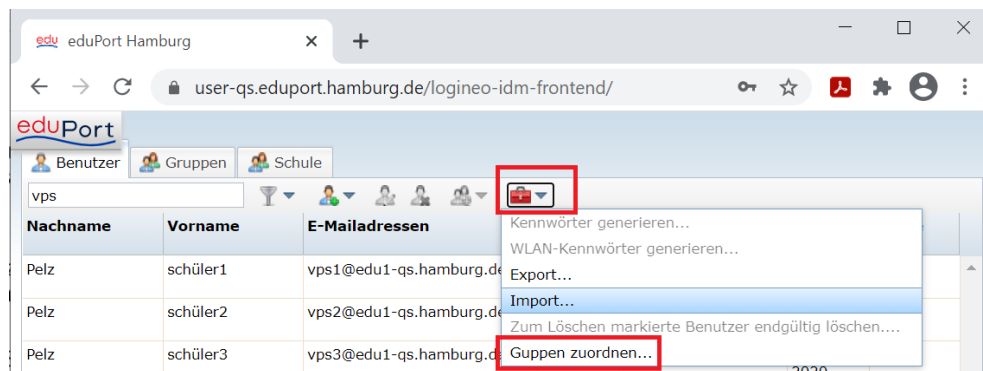 edu eduPort Hamburg
user-qs.eduport.hamburg.de/logineo-idm-frontend/
eduPort
Benutzer Gruppen Schule
vps
Nachname Vorname E-Mailadressen
Kennwörter generieren...
WLAN-Kennwörter generieren...
Pelz schüler1 vps1@edu1-qs.hamburg.de
Export...
Import...
Pelz schüler2 vps2@edu1-qs.hamburg.de
Zum Löschen markierte Benutzer endgültig löschen....
Pelz schüler3 vps3@edu1-qs.hamburg.d
Guppen zuordnen...
2020